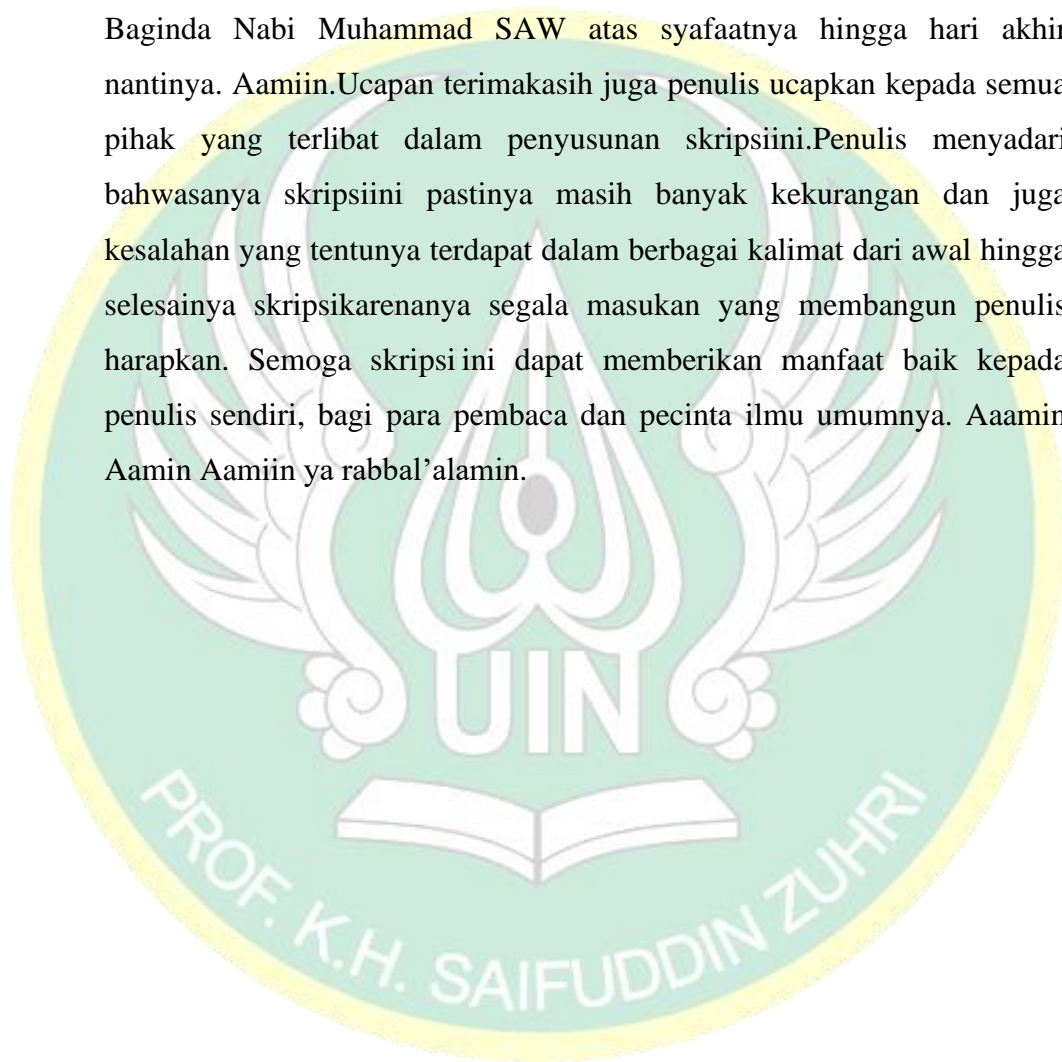 Baginda Nabi Muhammad SAW atas syafaatnya hingga hari akhir
nantinya. Aamiin.Ucapan terimakasih juga penulis ucapkan kepada semua
pihak yang terlibat dalam penyusunan skripsiini.Penulis menyadari
bahwasanya skripsiini pastinya masih banyak kekurangan dan juga
kesalahan yang tentunya terdapat dalam berbagai kalimat dari awal hingga
selesainya skripsikarenanya segala masukan yang membangun penulis
harapkan. Semoga skripsi ini dapat memberikan manfaat baik kepada
penulis sendiri, bagi para pembaca dan pecinta ilmu umumnya. Aaamin
Aamin Aamiin ya rabbal’alamin.
UIN
PROF. K.H. SAIFUDDIN ZUHRI